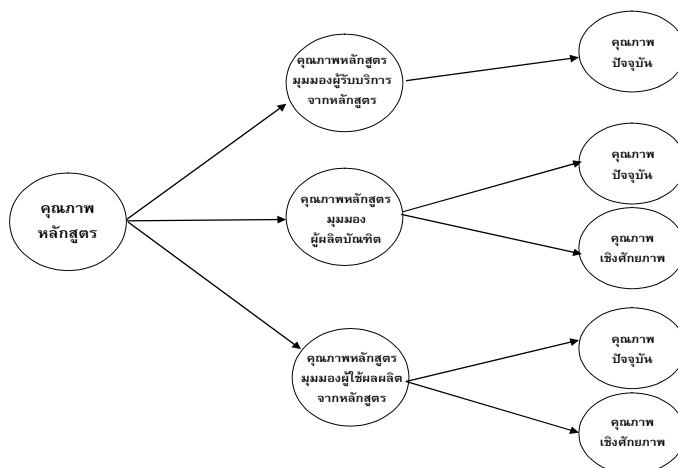 คุณภาพ
หลักสูตร
คุณภาพหลักสูตร
มุมมองผู้รับบริการ
จากหลักสูตร
คุณภาพ
ปัจจุบัน
คุณภาพหลักสูตร
มุมมอง
ผู้ผลิตบัณฑิต
คุณภาพ
ปัจจุบัน
คุณภาพ
เชิงศักยภาพ
คุณภาพหลักสูตร
มุมมองผู้ใช้ผลผลิต
จากหลักสูตร
คุณภาพ
ปัจจุบัน
คุณภาพ
เชิงศักยภาพ